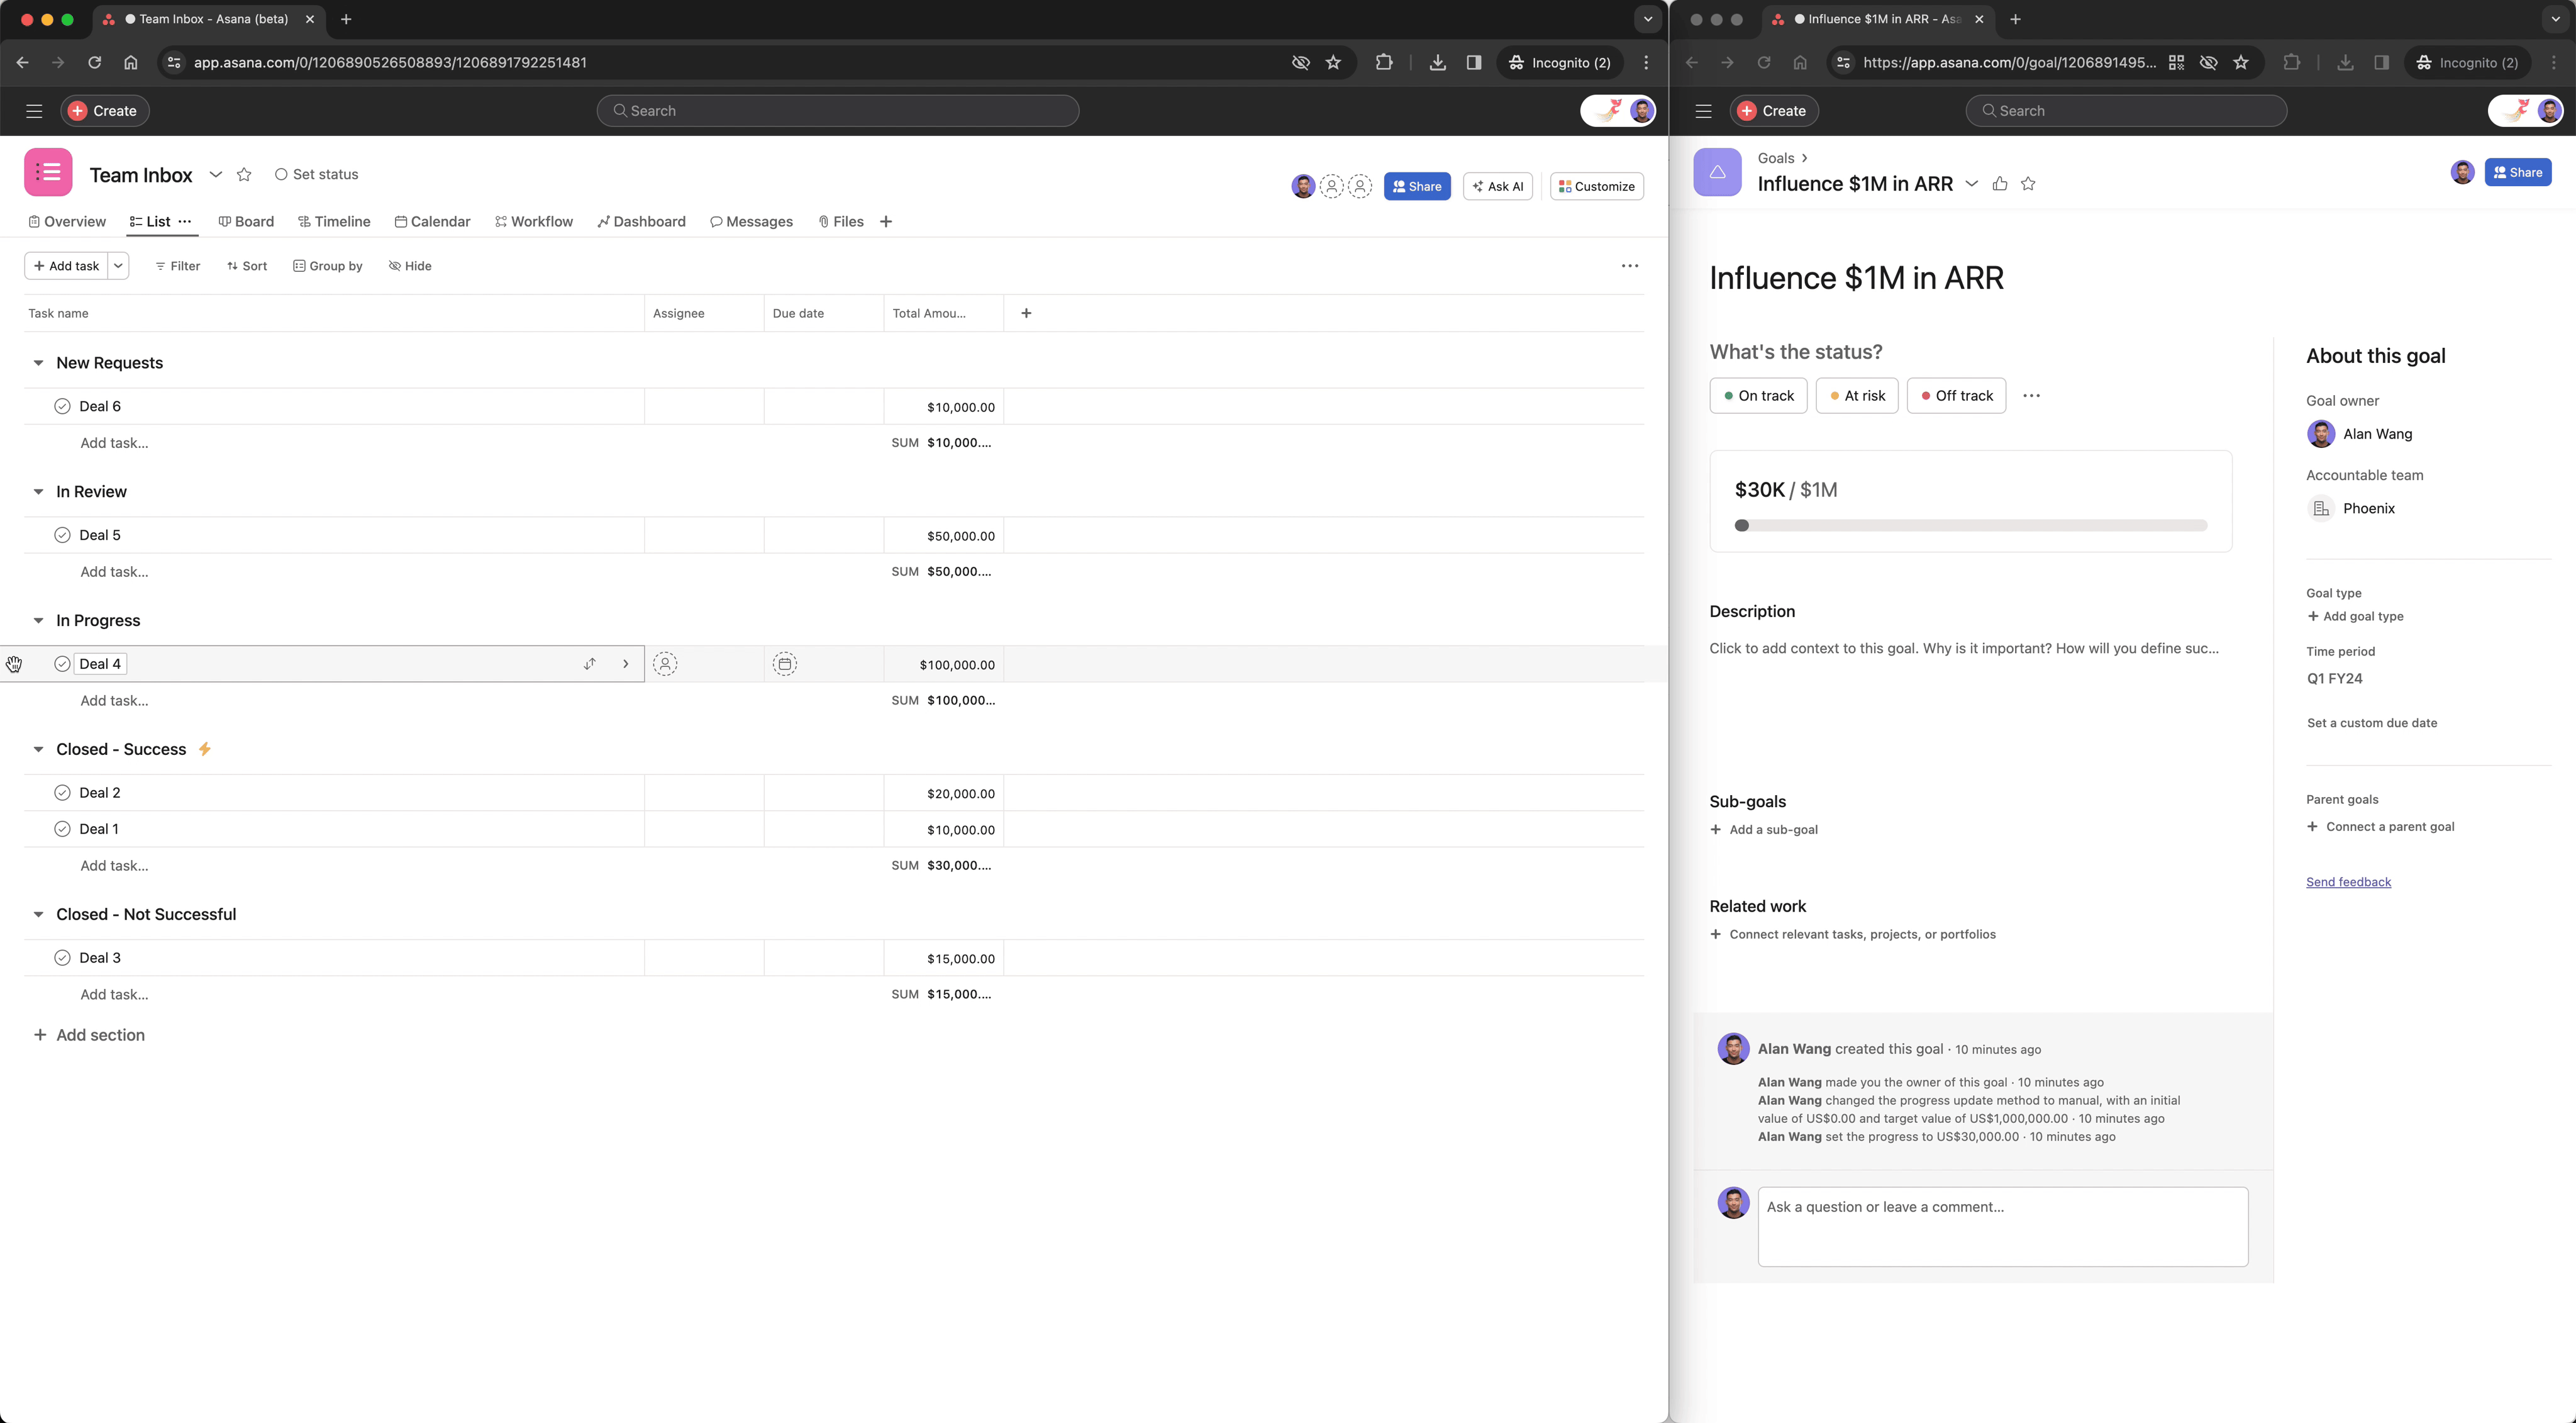 Team Inbox - Asana (beta)
app.asana.com/0/1206890526508893/1206891792251481
Incognito (2)
Create
Search
Team Inbox
Set status
Share
Ask AI
Customize
Overview
List
Board
Timeline
Calendar
Workflow
Dashboard
Messages
Files
Add task
Filter
Sort
Group by
Hide
Task name Assignee Due date Total Amou...
New Requests
Deal 6 $10,000.00
Add task... SUM $10,000....
In Review
Deal 5 $50,000.00
Add task... SUM $50,000....
In Progress
Deal 4 $100,000.00
Add task... SUM $100,000...
Closed - Success
Deal 2 $20,000.00
Deal 1 $10,000.00
Add task... SUM $30,000....
Closed - Not Successful
Deal 3 $15,000.00
Add task... SUM $15,000....
Add section
Influence $1M in ARR - Asa
https://app.asana.com/0/goal/1206891495...
Incognito (2)
Create
Search
Goals
Influence $1M in ARR
Share
Influence $1M in ARR
What's the status?
On track
At risk
Off track
$30K / $1M
Description
Click to add context to this goal. Why is it important? How will you define suc...
Sub-goals
Add a sub-goal
Related work
Connect relevant tasks, projects, or portfolios
Alan Wang created this goal · 10 minutes ago
Alan Wang made you the owner of this goal · 10 minutes ago
Alan Wang changed the progress update method to manual, with an initial
value of US$0.00 and target value of US$1,000,000.00 · 10 minutes ago
Alan Wang set the progress to US$30,000.00 · 10 minutes ago
Ask a question or leave a comment...
About this goal
Goal owner
Alan Wang
Accountable team
Phoenix
Goal type
Add goal type
Time period
Q1 FY24
Set a custom due date
Parent goals
Connect a parent goal
Send feedback